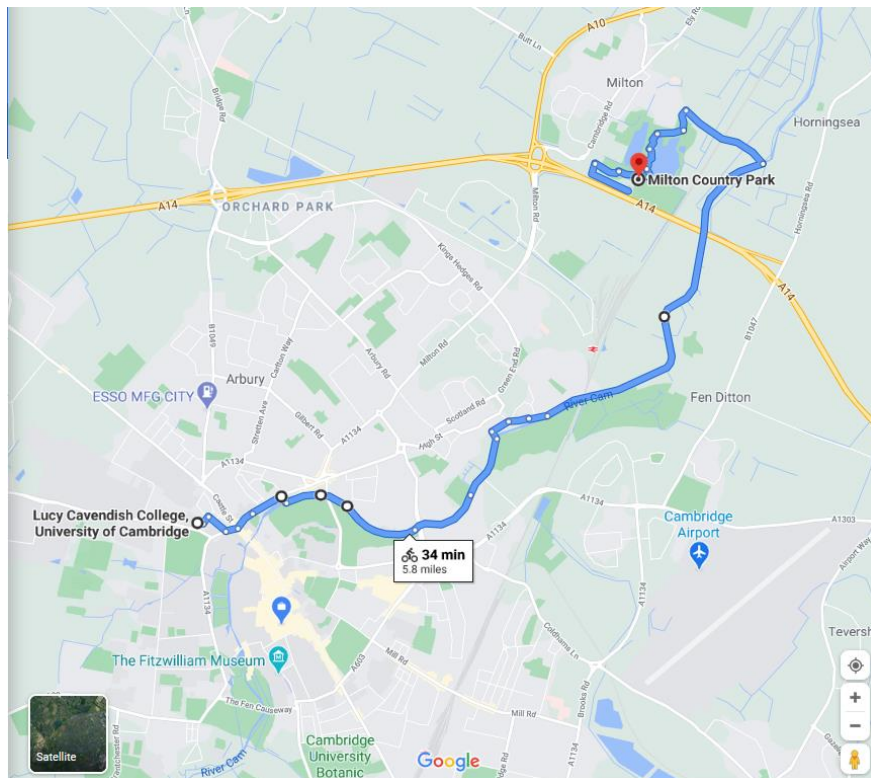 A10
Butt Ln
Ely Rd
Milton
Bridge Rd
Cambridge Rd
Horningsea
Milton Country Park
A14
A14
ORCHARD PARK
Milton Rd
Horningsea Rd
A14
Kings Hedges Rd
B1049
Carlton Way
Arbury Rd
Milton Rd
Green End Rd
B1047
Arbury
ESSO MFG CITY
Stretten Ave
Gilbert Rd
Scotland Rd
High St
River Cam
Fen Ditton
A1134
A1134
Castle St
Lucy Cavendish College,
University of Cambridge
A1134
A1134
A1303
Cambridge
Airport
Airport Way
34 min
5.8 miles
A1134
A1134
Coldhams Ln
Teversh
The Fitzwilliam Museum
A603
Mill Rd
The Fen Causeway
Brooks Rd
Mill Rd
Satellite
River Cam
Cambridge
University
Botanic
Google